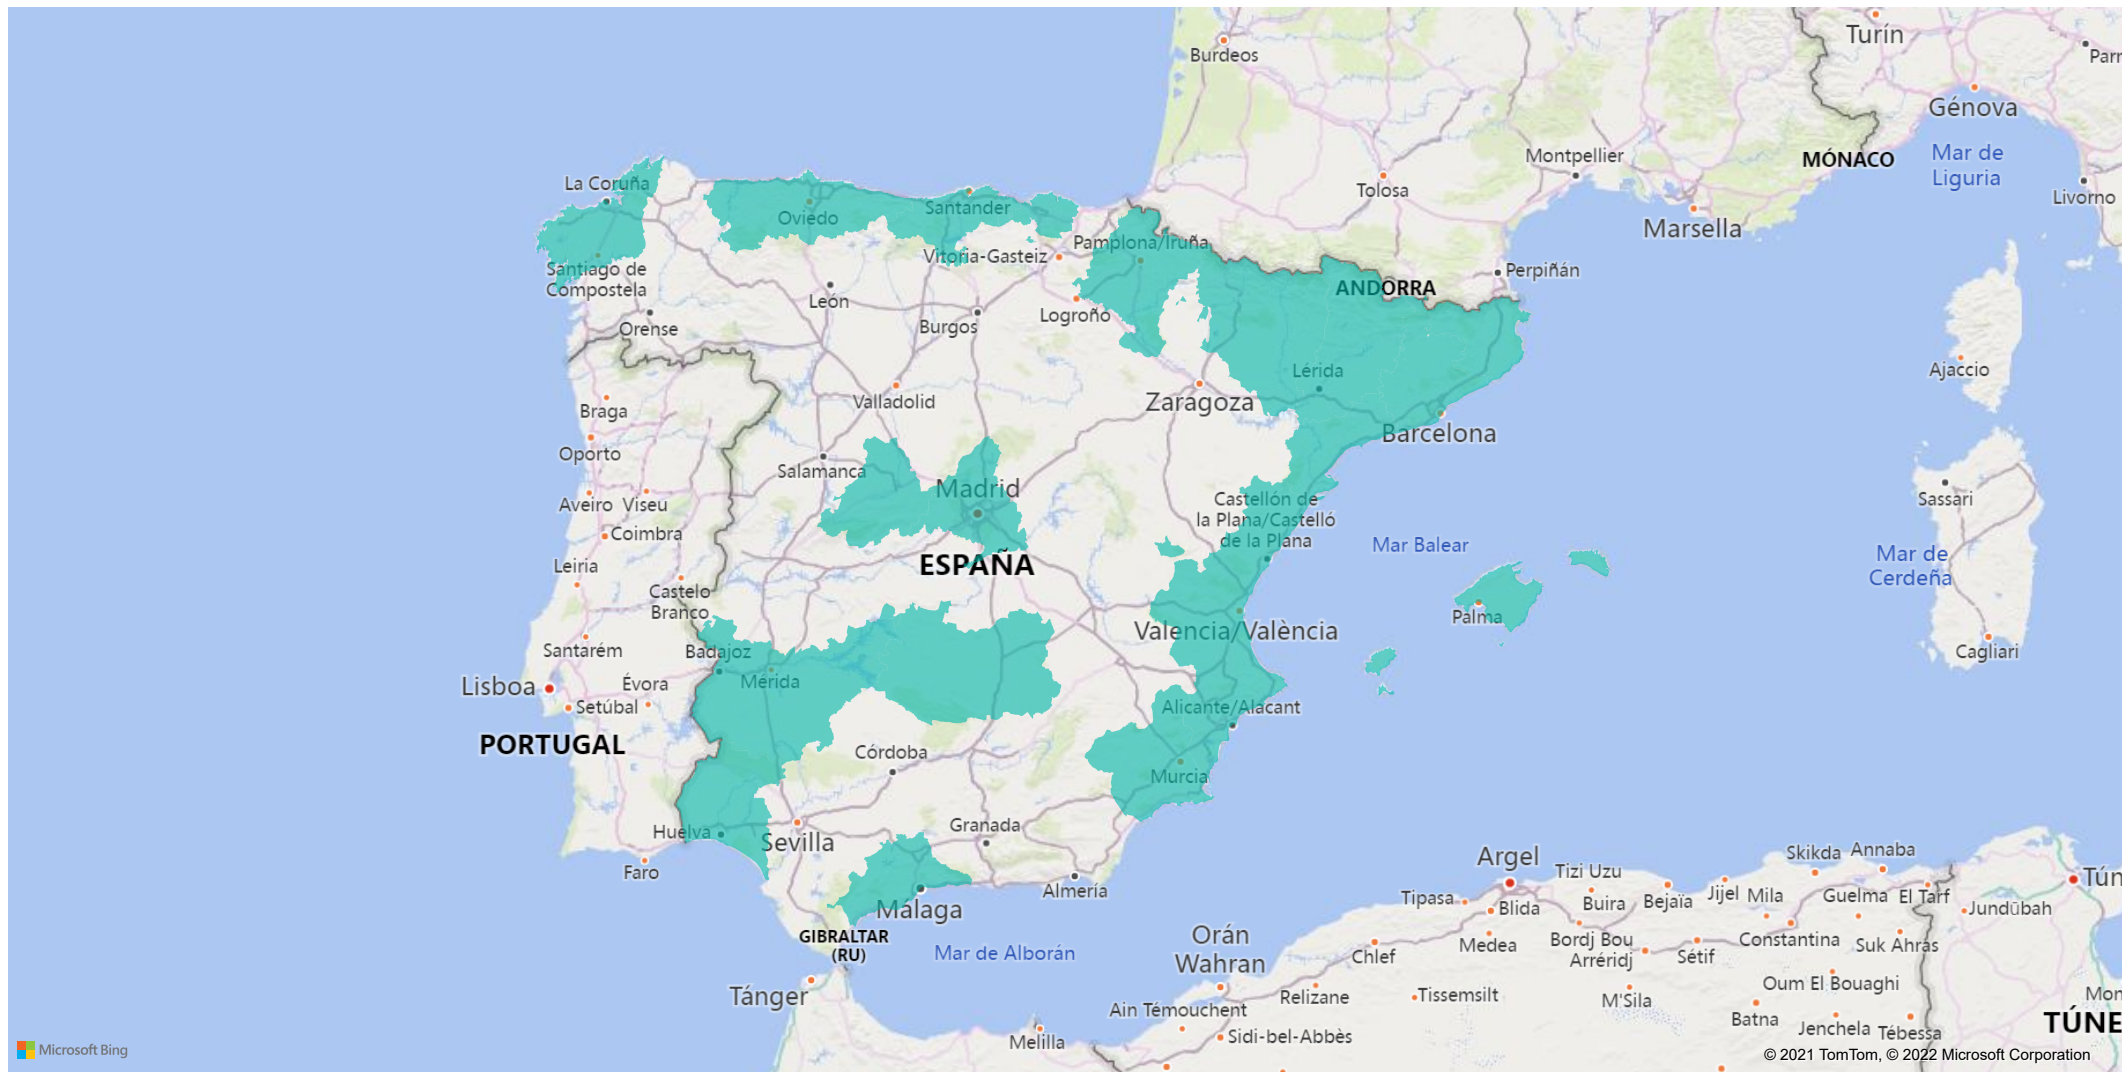 Turín
Parr
Burdeos
Génova
Montpellier
MÓNACO
Mar de
Liguria
Tolosa
La Coruña
Livorno
Marsella
Oviedo
Santander
Pamplona/Iruña
Vitoria-Gasteiz
Santiago de
Compostela
Perpiñán
ANDORRA
León
Logroño
Burgos
Orense
Lérida
Ajaccio
Valladolid
Zaragoza
Braga
Barcelona
Oporto
Salamanca
Madrid
Sassari
Castellón de
la Plana/Castelló
de la Plana
Aveiro
Viseu
Coimbra
Mar Balear
Mar de
Cerdeña
ESPAÑA
Leiria
Castelo
Branco
Palma
Valencia/València
Santarém
Badajoz
Cagliari
Lisboa
Évora
Mérida
Setúbal
Alicante/Alacant
PORTUGAL
Córdoba
Murcia
Huelva
Sevilla
Granada
Faro
Almería
Argel
Tizi Uzu
Skikda
Annaba
Túr
Málaga
Tipasa
Blida
Buira
Bejaïa
Jijel
Mila
Guelma
El Tarf
Jundūbah
GIBRALTAR
(RU)
Mar de Alborán
Orán
Wahran
Chlef
Medea
Bordj Bou
Arréridj
Sétif
Constantina
Suk Ahras
Tánger
Relizane
Tissemsilt
M'Sila
Oum El Bouaghi
Mon
Ain Témouchent
Sidi-bel-Abbès
Melilla
Batna
Jenchela
Tébessa
TÚNE
Microsoft Bing
© 2021 TomTom, © 2022 Microsoft Corporation